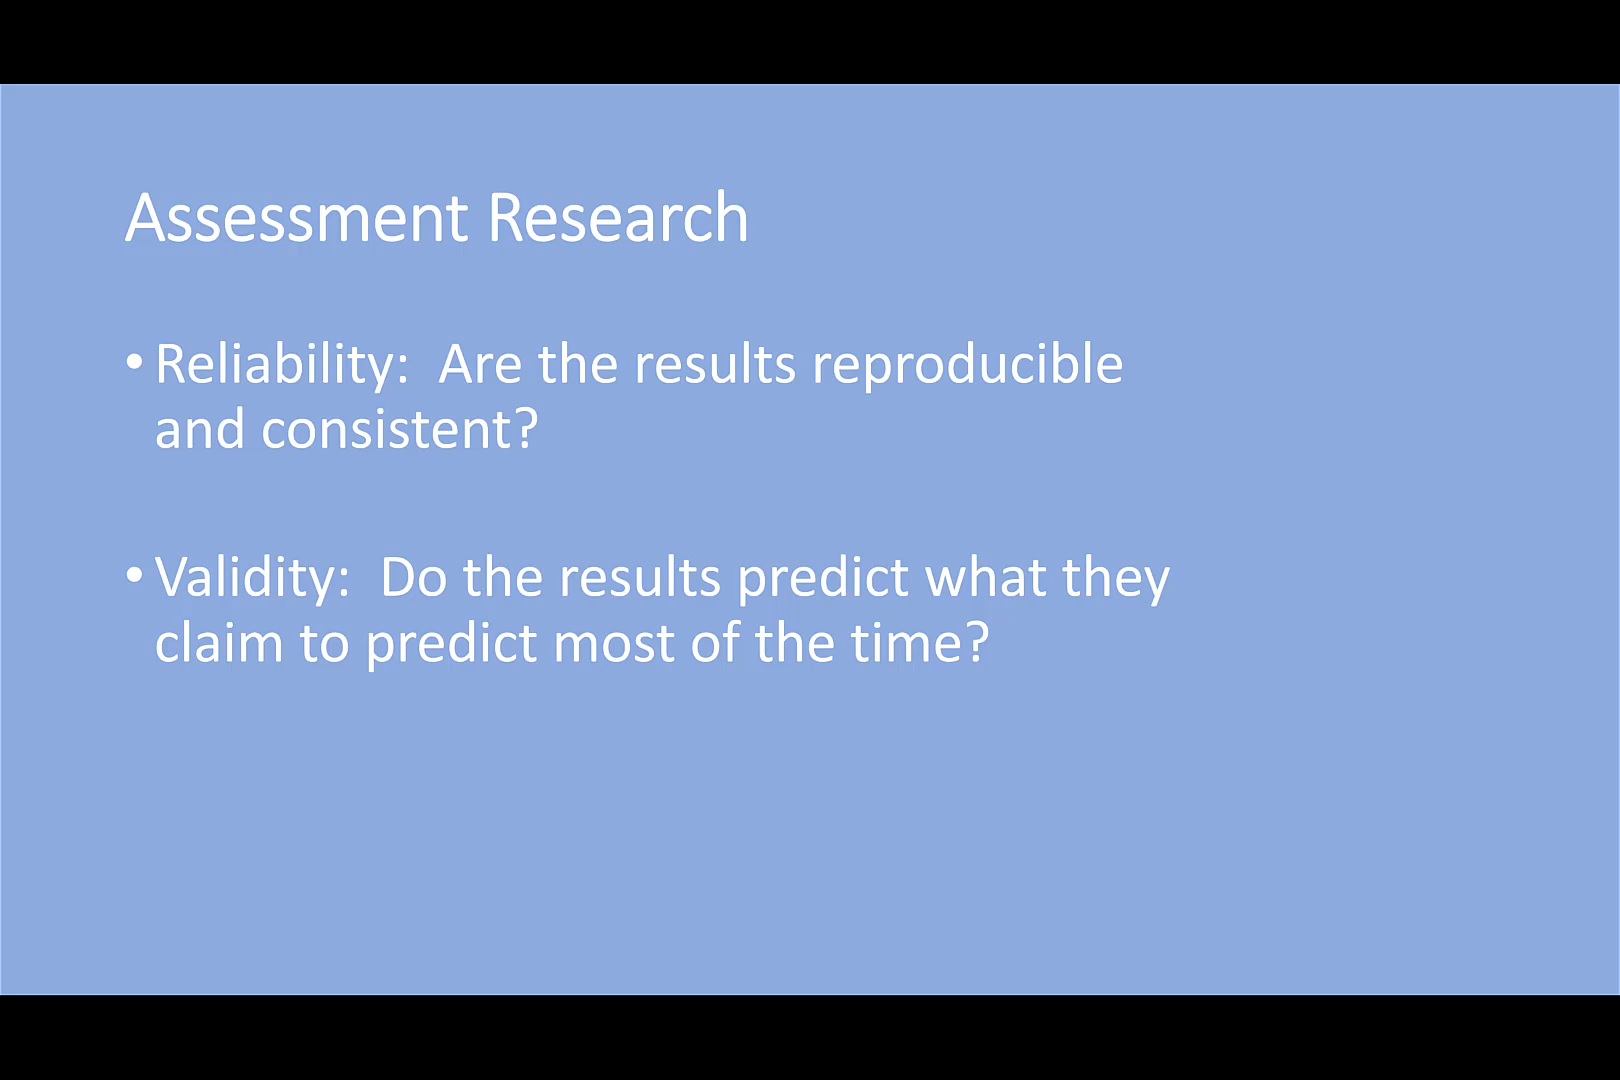 Assessment Research
• Reliability:  Are the results reproducible
and consistent?
• Validity:  Do the results predict what they
claim to predict most of the time?